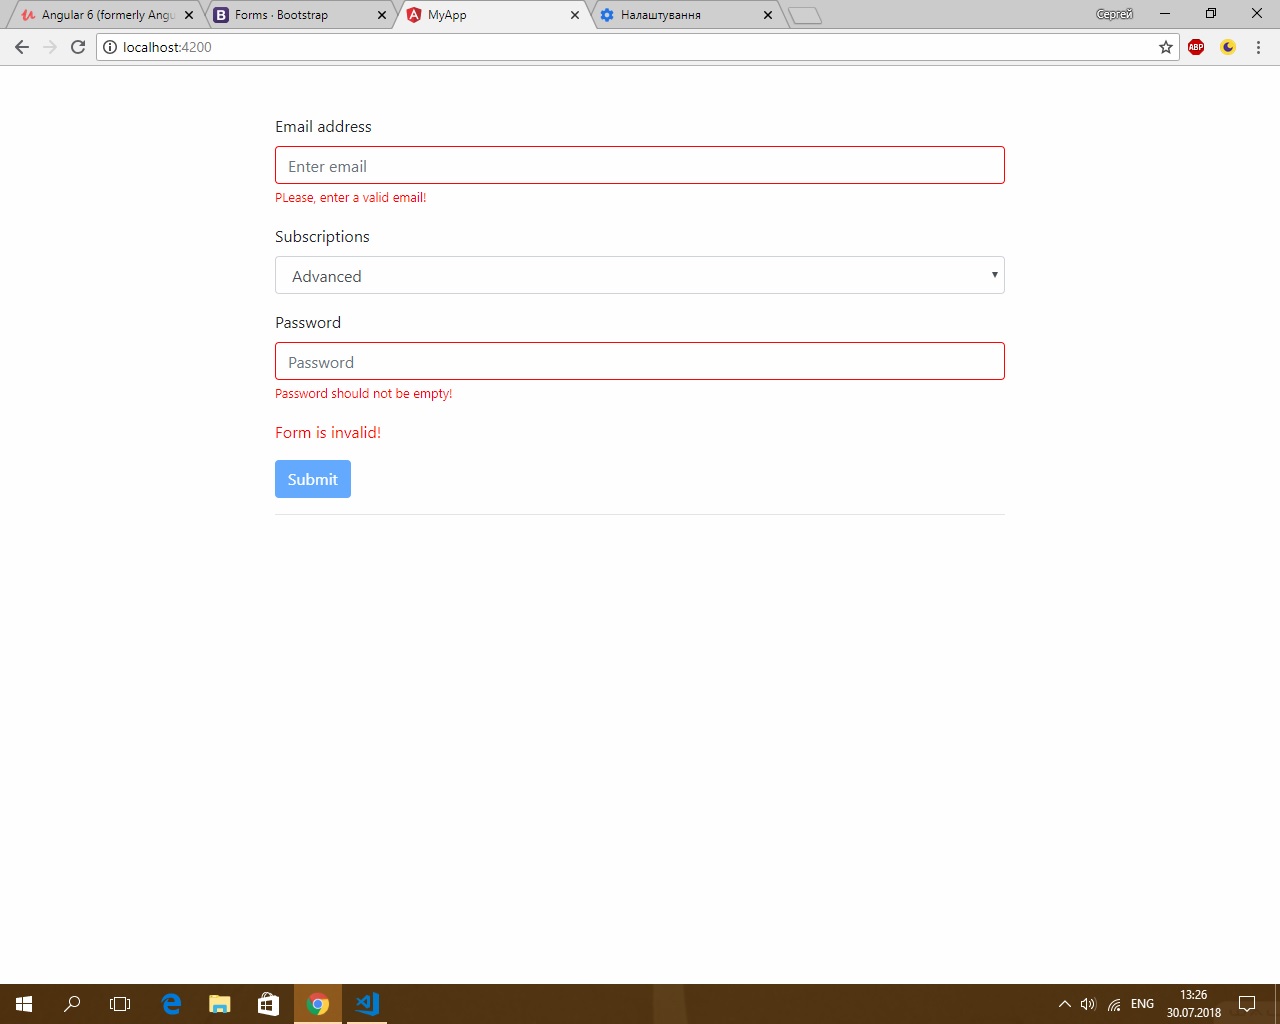 Angular 6 (formerly Angu
Forms · Bootstrap
MyApp
Налаштування
Сергей
localhost:4200
ABP
Email address
Enter email
PLease, enter a valid email!
Subscriptions
Advanced
Password
Password
Password should not be empty!
Form is invalid!
Submit
ENG
13:26
30.07.2018